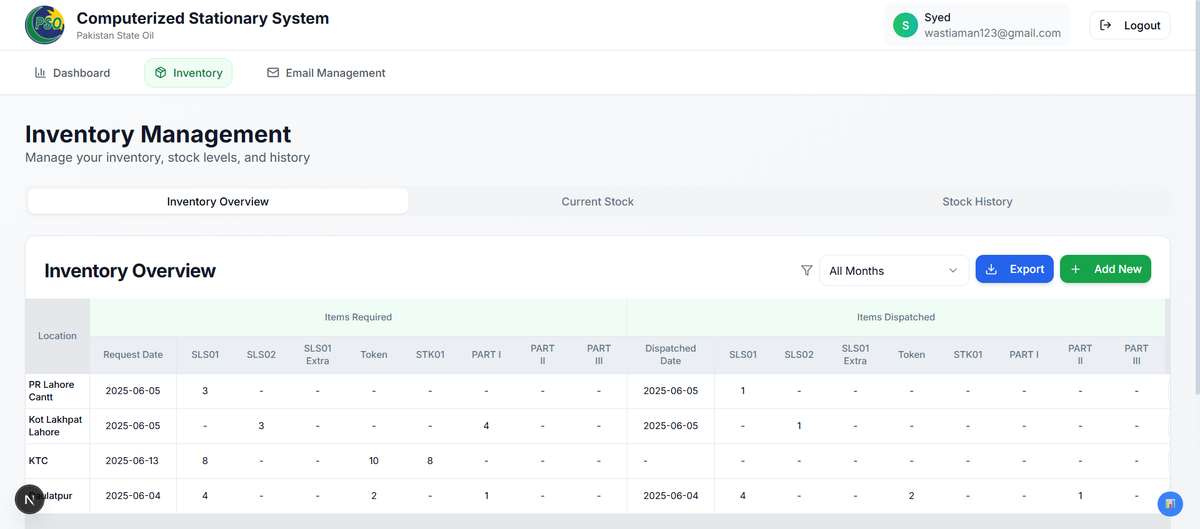 PSO
Computerized Stationary System
Pakistan State Oil
S
Syed
wastiaman123@gmail.com
Logout
Dashboard
Inventory
Email Management
Inventory Management
Manage your inventory, stock levels, and history
Inventory Overview
Current Stock
Stock History
Inventory Overview
All Months
Export
+ Add New
Location
Items Required
Items Dispatched
Request Date SLS01 SLS02 SLS01 Extra Token STK01 PART I PART II PART III Dispatched Date SLS01 SLS02 SLS01 Extra Token STK01 PART I PART II PART III
PR Lahore Cantt 2025-06-05 3 - - - - - - - 2025-06-05 1 - - - - - - -
Kot Lakhpat Lahore 2025-06-05 - 3 - - - 4 - - 2025-06-05 - 1 - - - - - -
KTC 2025-06-13 8 - - 10 8 - - - - - - - - - - - -
2025-06-04 4 - - 2 - 1 - - 2025-06-04 4 - - 2 - 1 - -
N